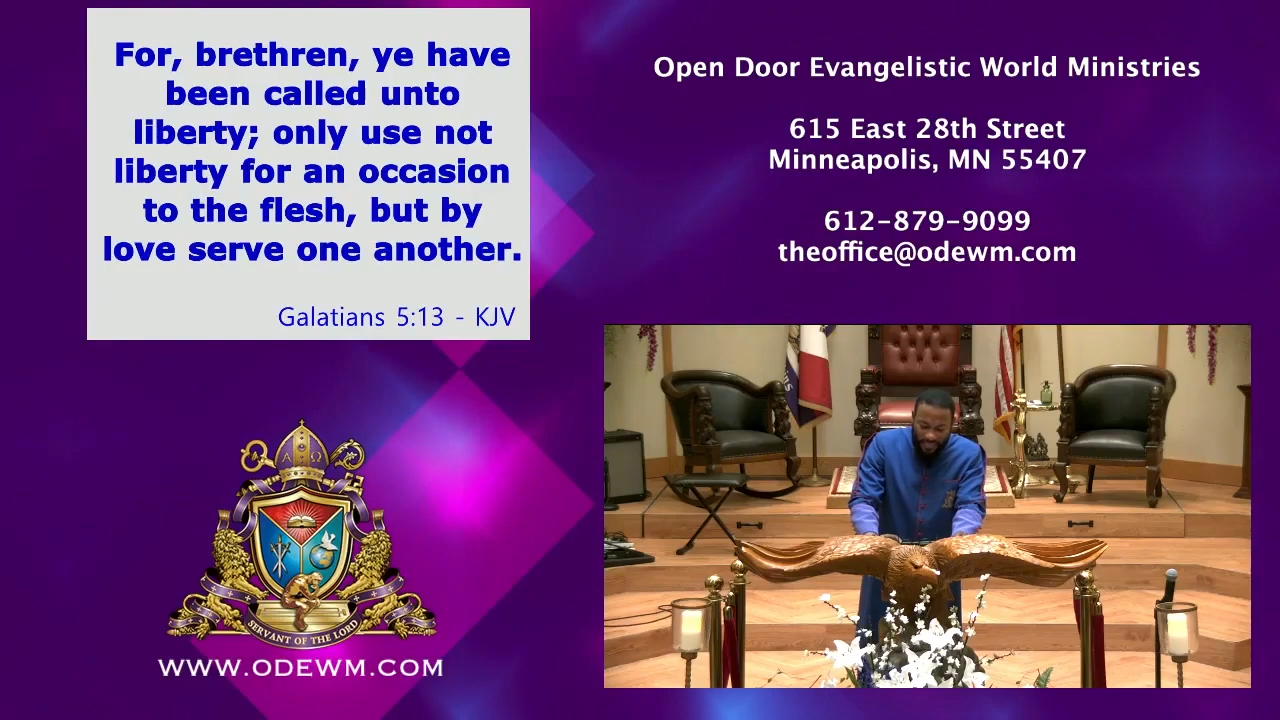 For, brethren, ye have
been called unto
liberty; only use not
liberty for an occasion
to the flesh, but by
love serve one another.
Galatians 5:13 - KJV
Open Door Evangelistic World Ministries
615 East 28th Street
Minneapolis, MN 55407
612-879-9099
theoffice@odewm.com
Α Ω
SERVANT OF THE LORD
WWW.ODEWM.COM